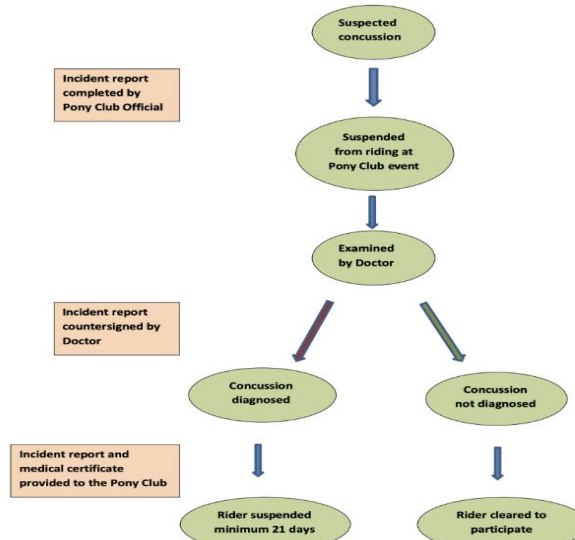 Suspected
concussion
Incident report
completed by
Pony Club Official
Suspended
from riding at
Pony Club event
Examined
by Doctor
Incident report
countersigned by
Doctor
Concussion
diagnosed
Concussion
not diagnosed
Incident report and
medical certificate
provided to the Pony Club
Rider suspended
minimum 21 days
Rider cleared to
participate